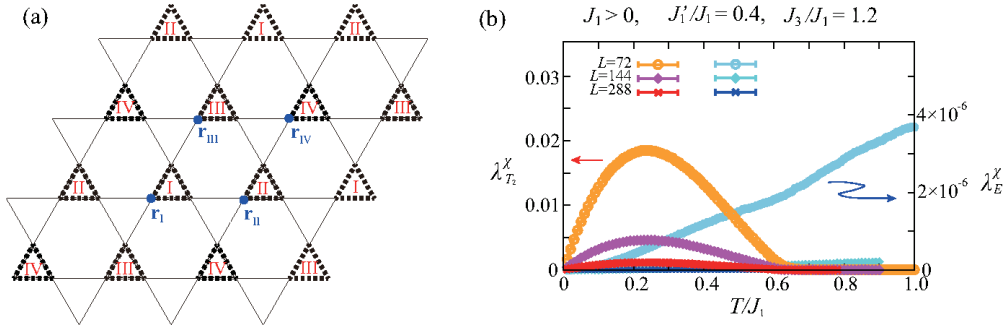 (a)
II I II
IV III IV III
r_III r_IV
II I II I
r_I r_II
IV III IV III
(b) J_1 > 0, J_1'/J_1 = 0.4, J_3/J_1 = 1.2
L=72
L=144
L=288
0.03
0.02
0.01
0
λ_{T_2}^χ
4×10^{-6}
2×10^{-6}
0
λ_E^χ
0 0.2 0.4 0.6 0.8 1.0
T/J_1